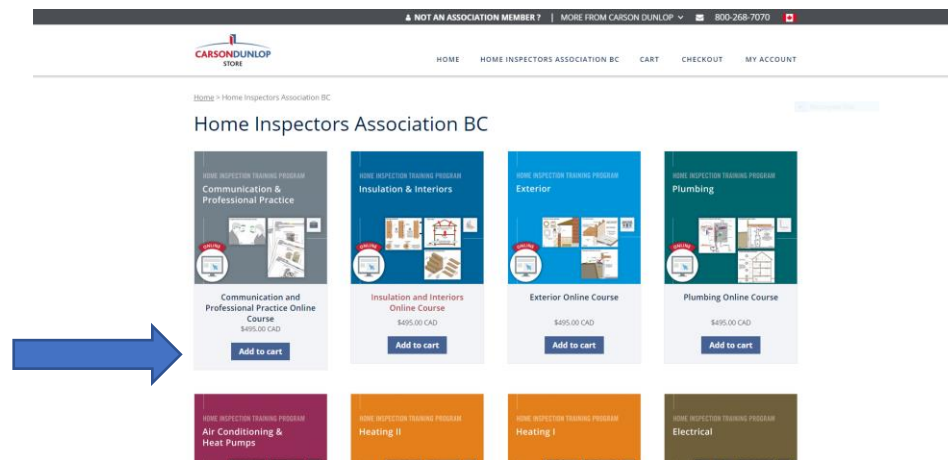 NOT AN ASSOCIATION MEMBER ? | MORE FROM CARSON DUNLOP 800-268-7070
CARSONDUNLOP
STORE
HOME HOME INSPECTORS ASSOCIATION BC CART CHECKOUT MY ACCOUNT
Home > Home Inspectors Association BC
Home Inspectors Association BC
HOME INSPECTION TRAINING PROGRAM
Communication &
Professional Practice
ONLINE
Communication and
Professional Practice Online
Course
$495.00 CAD
Add to cart
HOME INSPECTION TRAINING PROGRAM
Insulation & Interiors
ONLINE
Insulation and Interiors
Online Course
$495.00 CAD
Add to cart
HOME INSPECTION TRAINING PROGRAM
Exterior
ONLINE
Exterior Online Course
$495.00 CAD
Add to cart
HOME INSPECTION TRAINING PROGRAM
Plumbing
ONLINE
Plumbing Online Course
$495.00 CAD
Add to cart
HOME INSPECTION TRAINING PROGRAM
Air Conditioning &
Heat Pumps
HOME INSPECTION TRAINING PROGRAM
Heating II
HOME INSPECTION TRAINING PROGRAM
Heating I
HOME INSPECTION TRAINING PROGRAM
Electrical